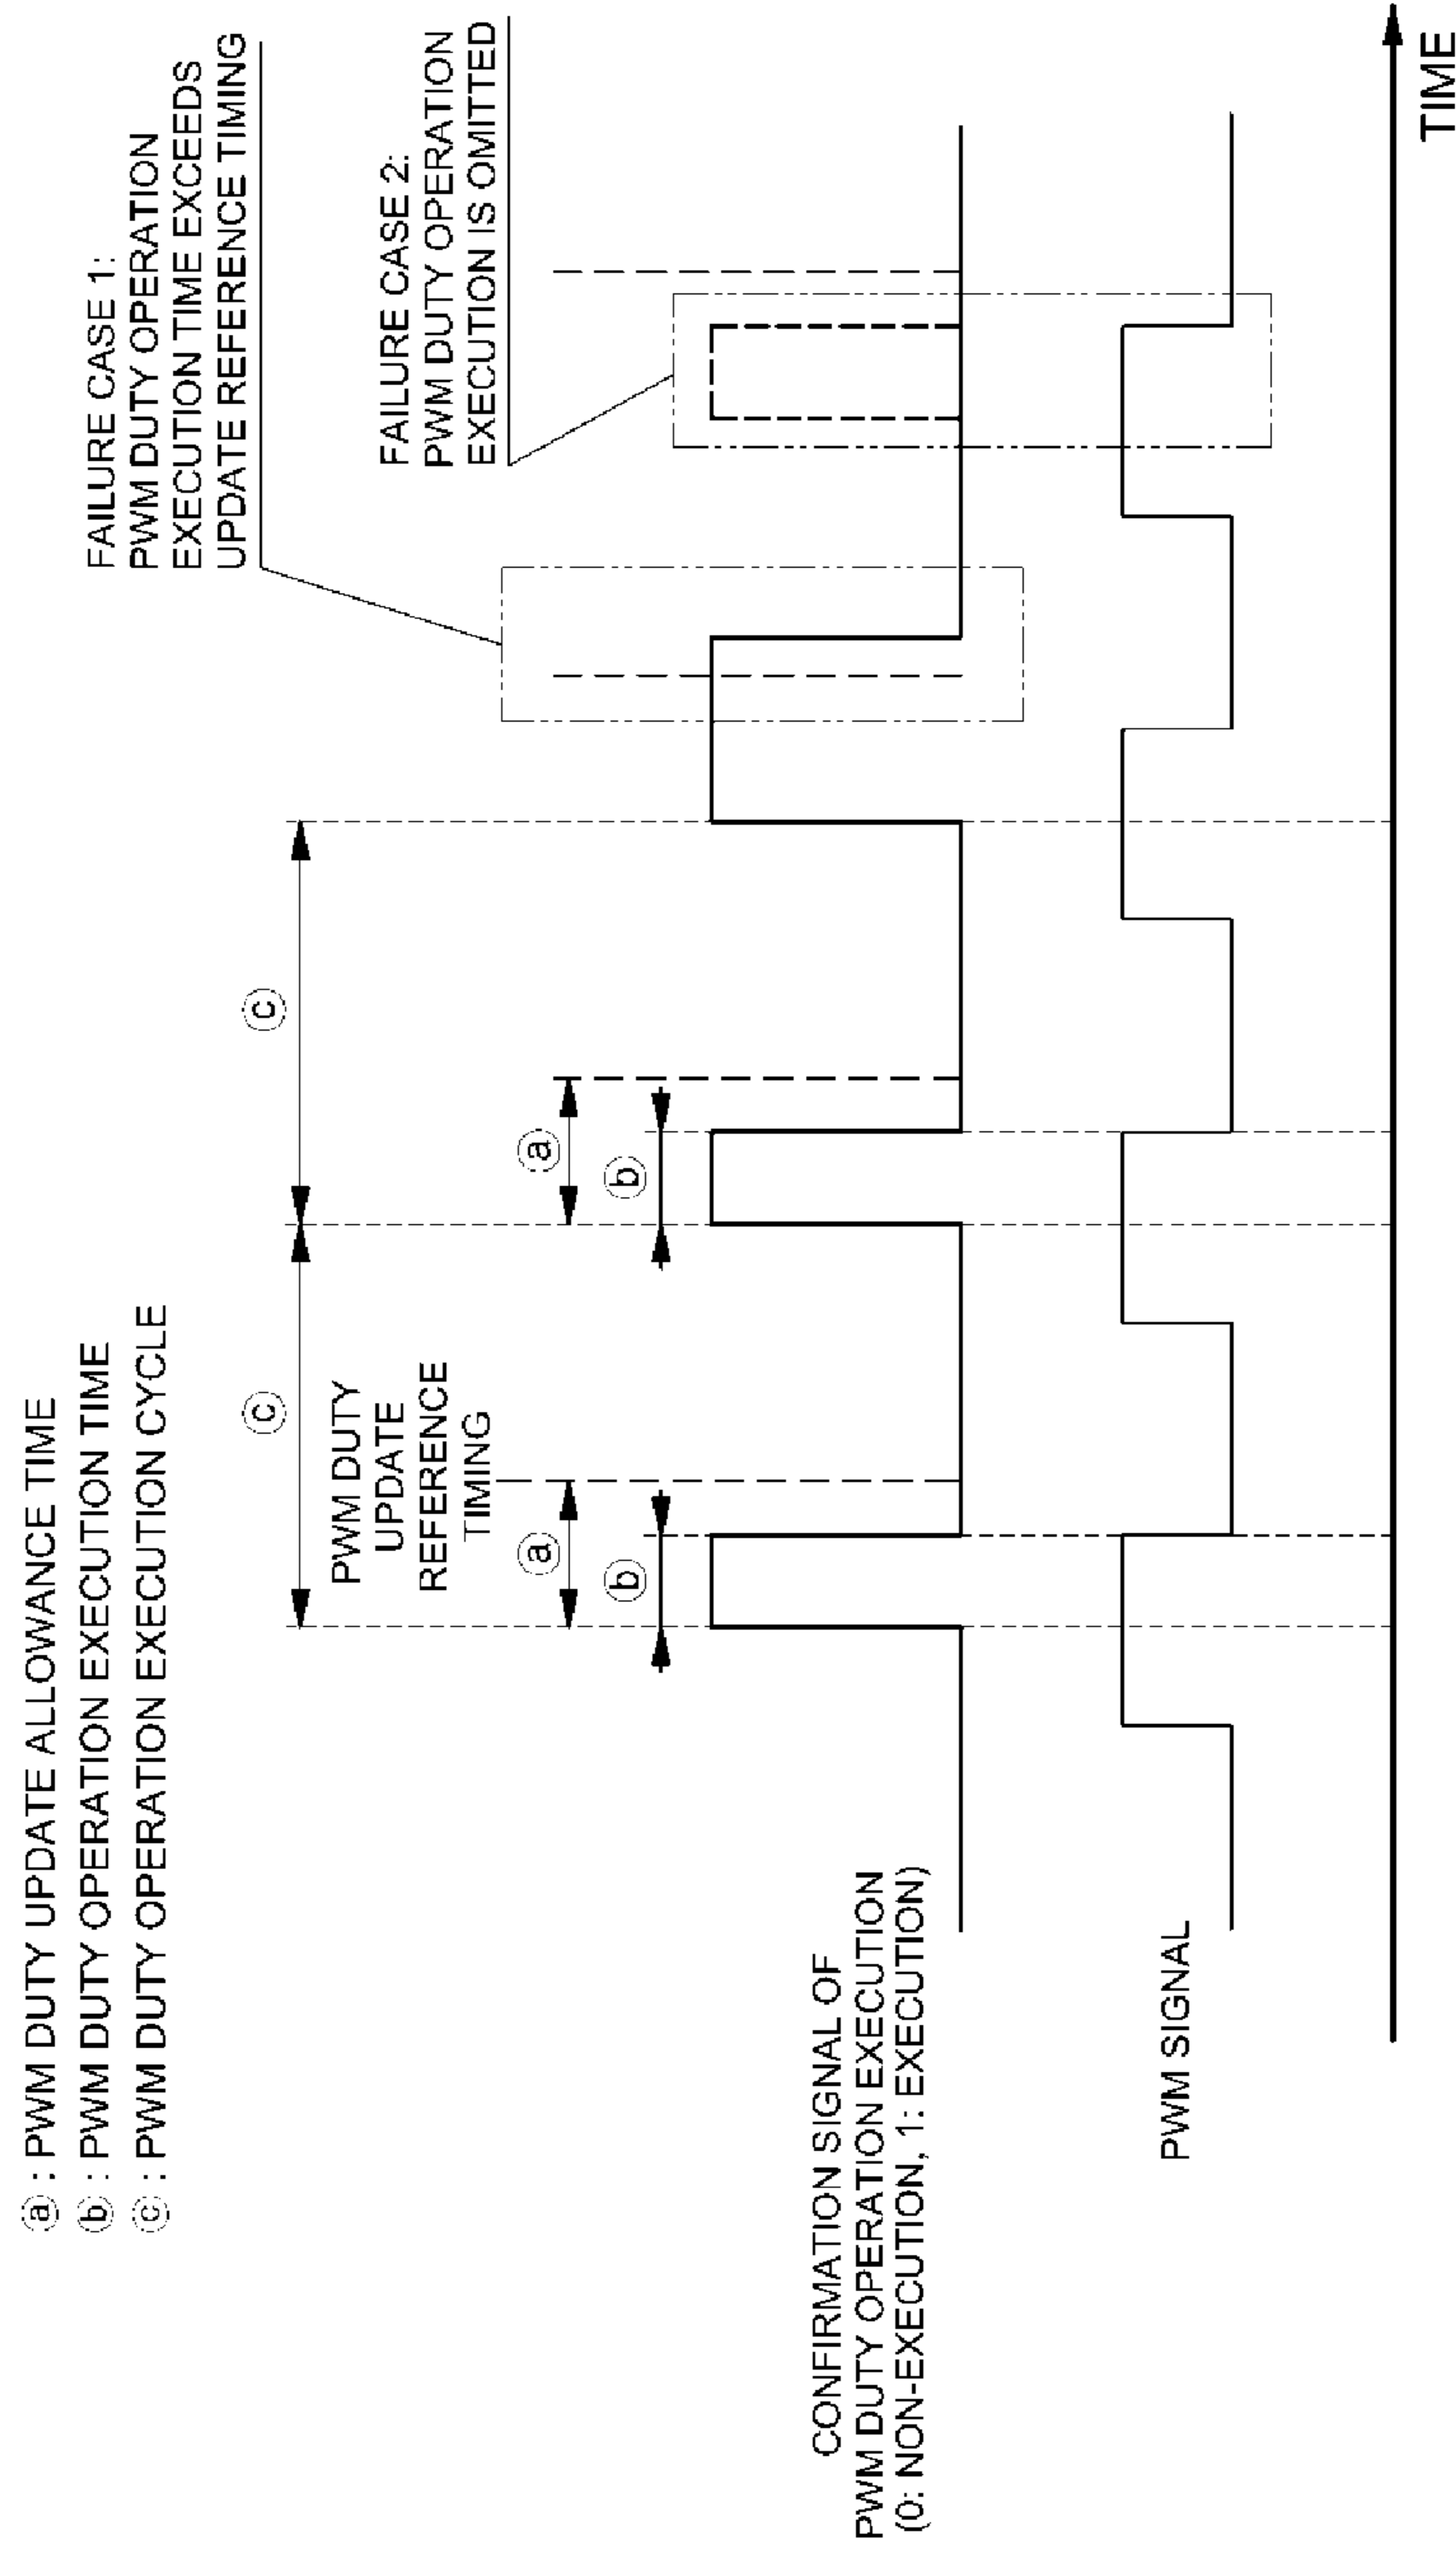 ⓐ : PWM DUTY UPDATE ALLOWANCE TIME
ⓑ : PWM DUTY OPERATION EXECUTION TIME
ⓒ : PWM DUTY OPERATION EXECUTION CYCLE
FAILURE CASE 1:
PWM DUTY OPERATION
EXECUTION TIME EXCEEDS
UPDATE REFERENCE TIMING
ⓒ
ⓒ
PWM DUTY
UPDATE
REFERENCE
TIMING
FAILURE CASE 2:
PWM DUTY OPERATION
EXECUTION IS OMITTED
ⓐ
ⓐ
ⓑ
ⓑ
CONFIRMATION SIGNAL OF
PWM DUTY OPERATION EXECUTION
(0: NON-EXECUTION, 1: EXECUTION)
PWM SIGNAL
TIME